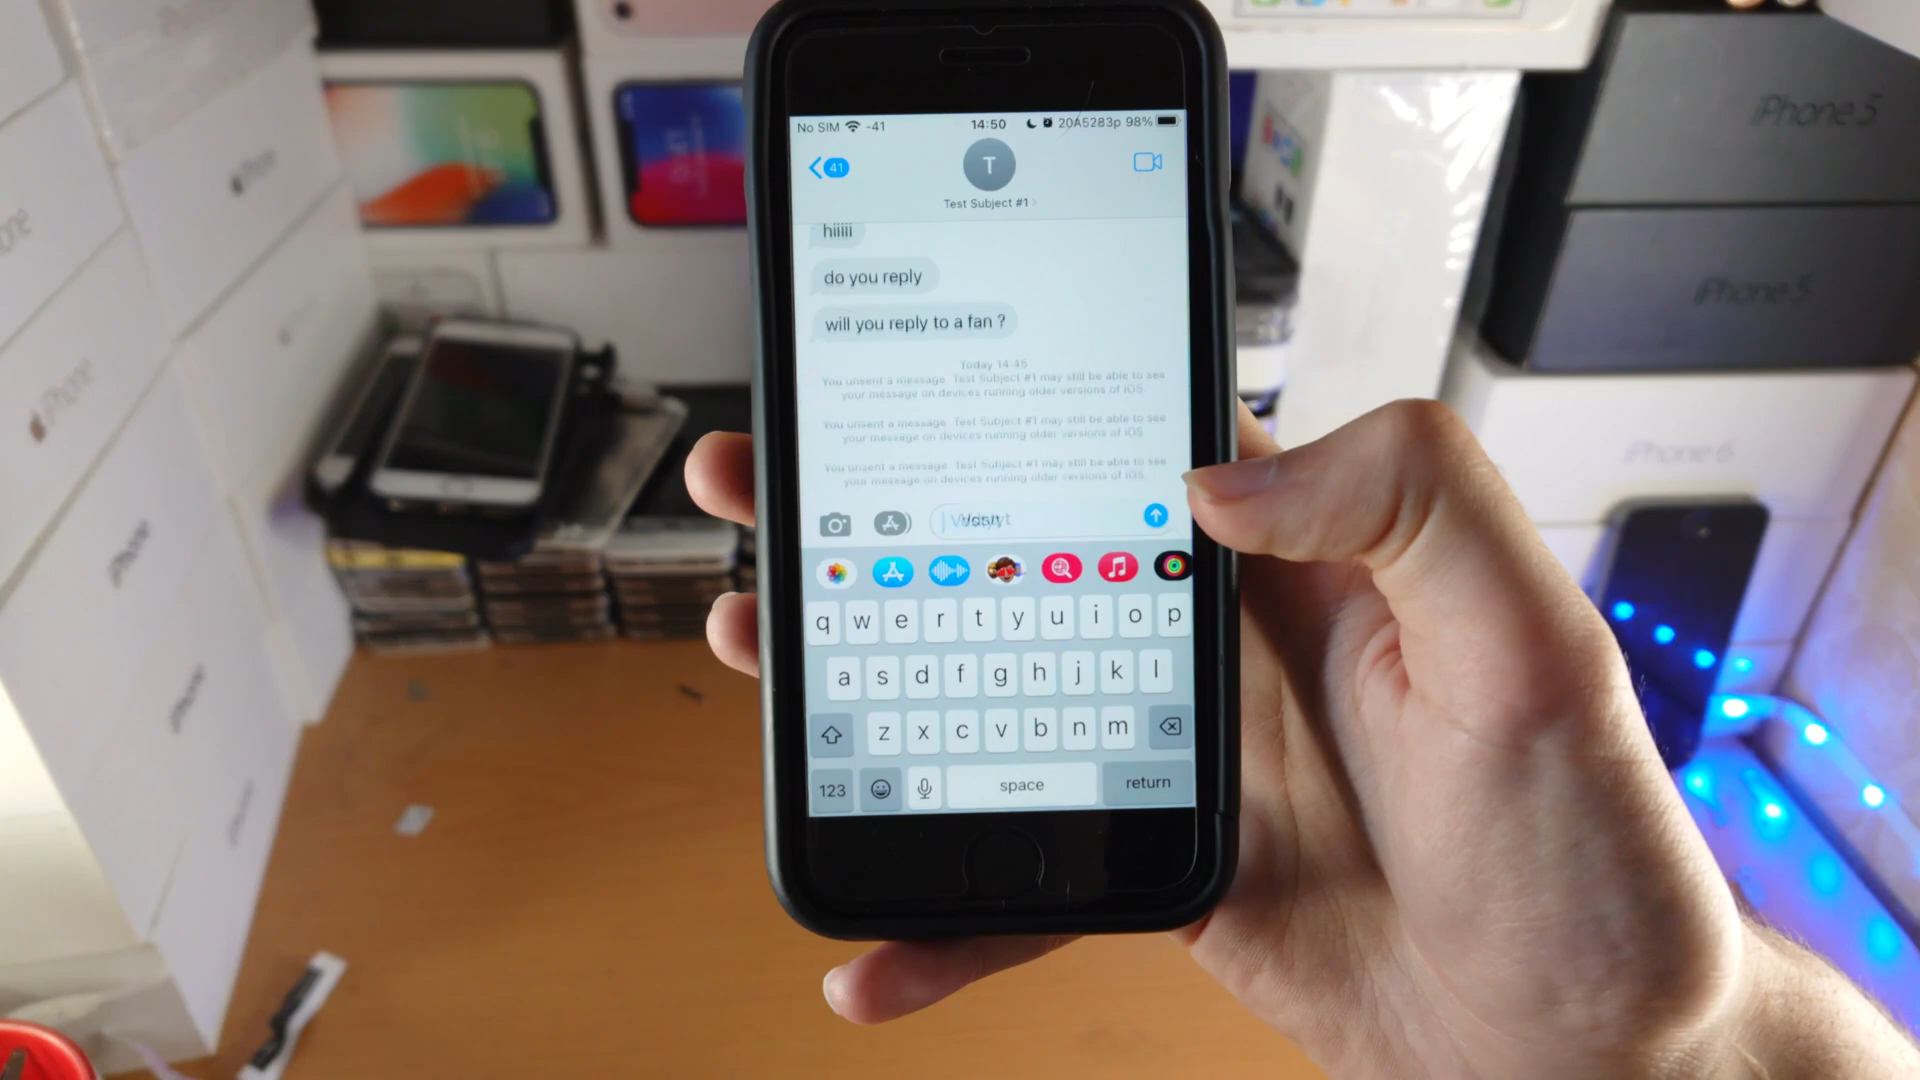 iPhone 5
No SIM -41 14:50 20A5283p 98%
41
T
Test Subject #1
hiiiii
do you reply
will you reply to a fan ?
Today 14:45
You unsent a message. Test Subject #1 may still be able to see
your message on devices running older versions of iOS.
You unsent a message. Test Subject #1 may still be able to see
your message on devices running older versions of iOS.
You unsent a message. Test Subject #1 may still be able to see
your message on devices running older versions of iOS.
q w e r t y u i o p
a s d f g h j k l
z x c v b n m
123 space return
iPhone 5
iPhone 6
iPhone
iPhone
iPhone
iPhone